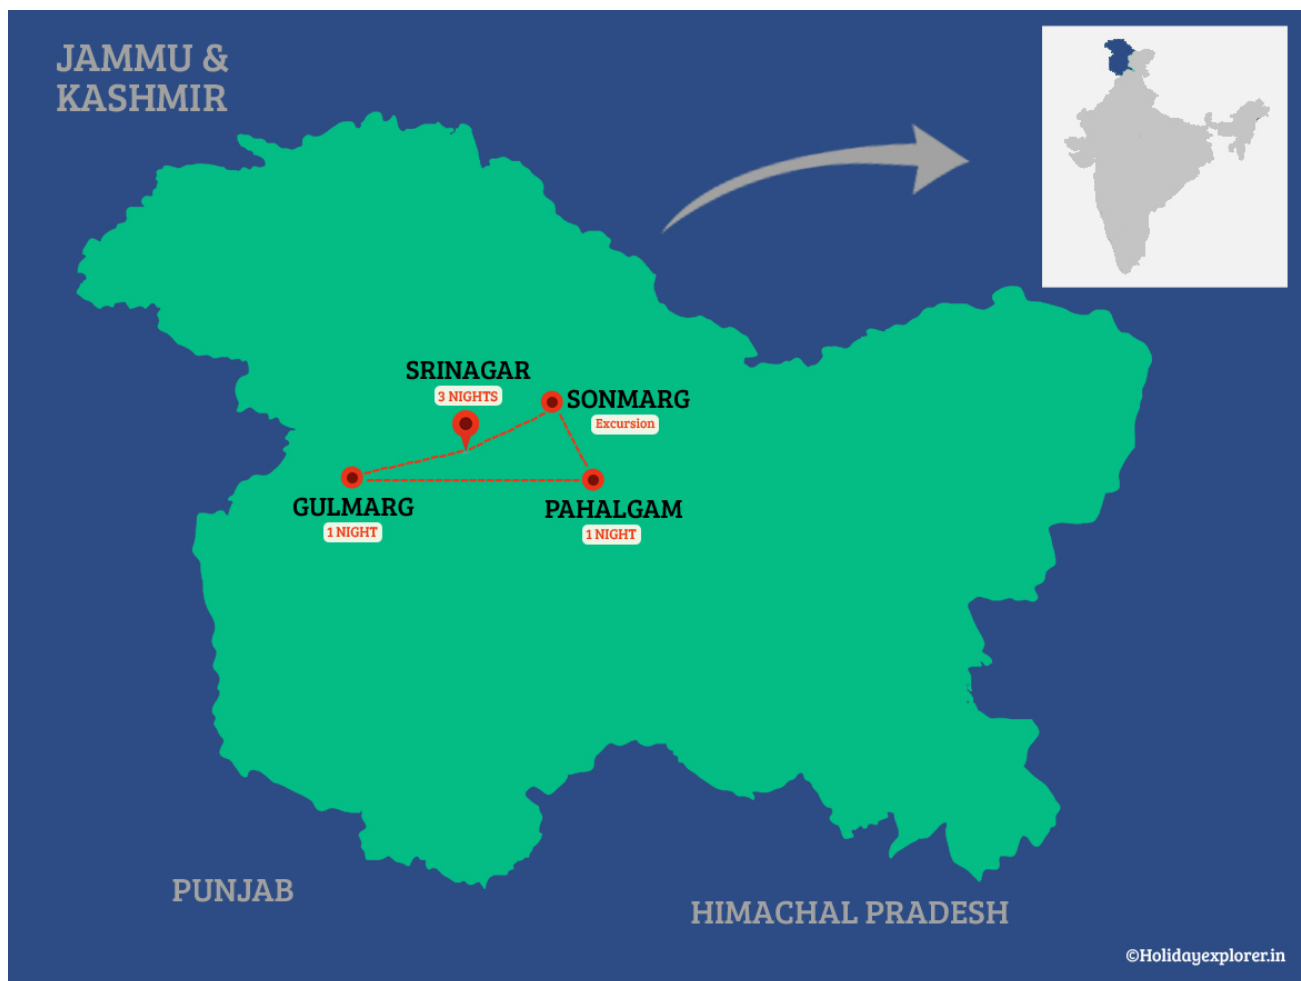 JAMMU &
KASHMIR
SRINAGAR
3 NIGHTS
SONMARG
Excursion
GULMARG
1 NIGHT
PAHALGAM
1 NIGHT
PUNJAB
HIMACHAL PRADESH
©Holidayexplorer.in